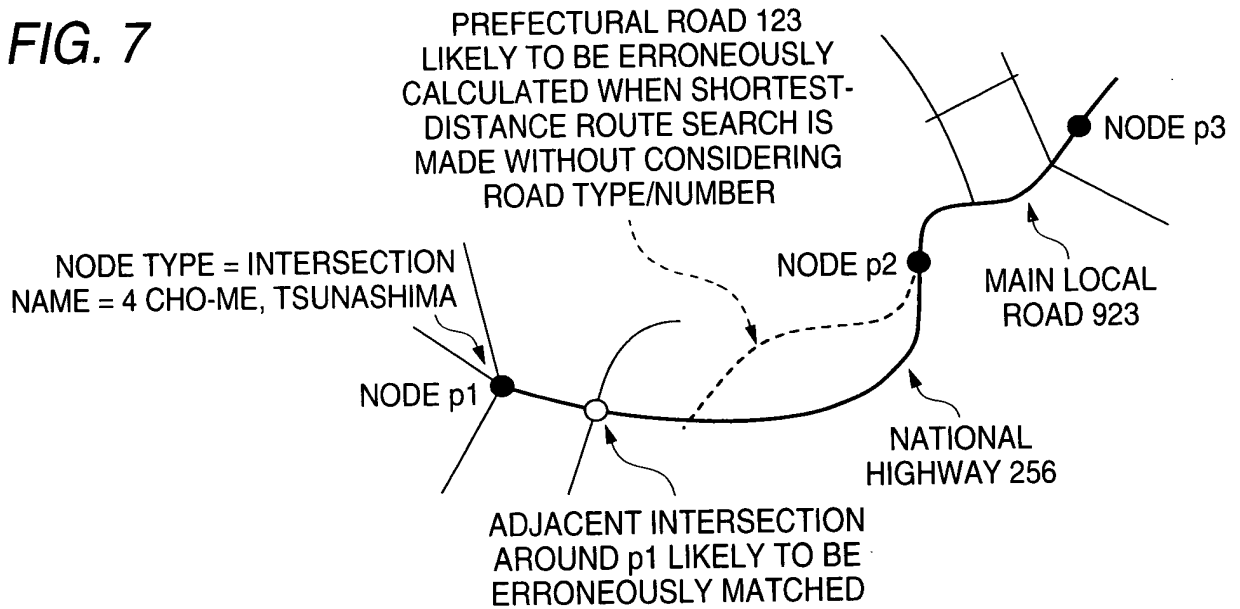 FIG. 7
PREFECTURAL ROAD 123
LIKELY TO BE ERRONEOUSLY
CALCULATED WHEN SHORTEST-
DISTANCE ROUTE SEARCH IS
MADE WITHOUT CONSIDERING
ROAD TYPE/NUMBER
NODE p3
NODE TYPE = INTERSECTION
NAME = 4 CHO-ME, TSUNASHIMA
NODE p2
MAIN LOCAL
ROAD 923
NODE p1
NATIONAL
HIGHWAY 256
ADJACENT INTERSECTION
AROUND p1 LIKELY TO BE
ERRONEOUSLY MATCHED